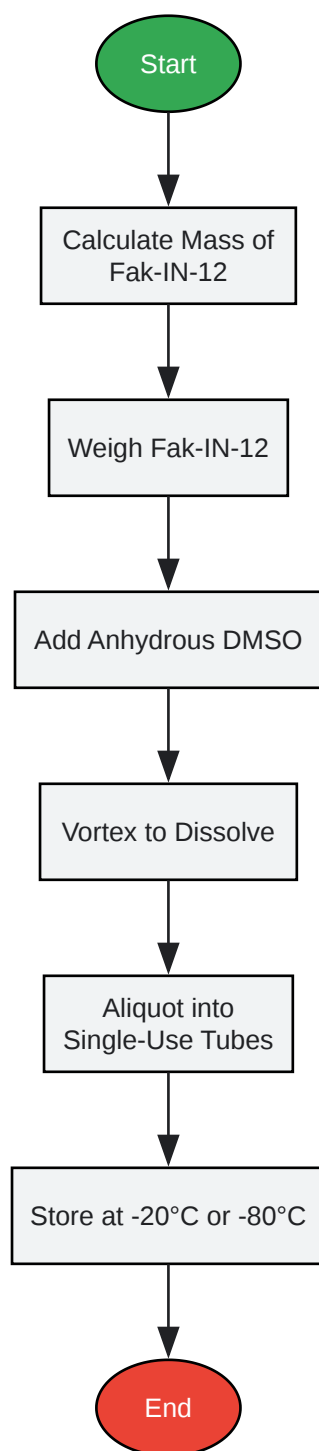 Start
Calculate Mass of
Fak-IN-12
Weigh Fak-IN-12
Add Anhydrous DMSO
Vortex to Dissolve
Aliquot into
Single-Use Tubes
Store at -20°C or -80°C
End